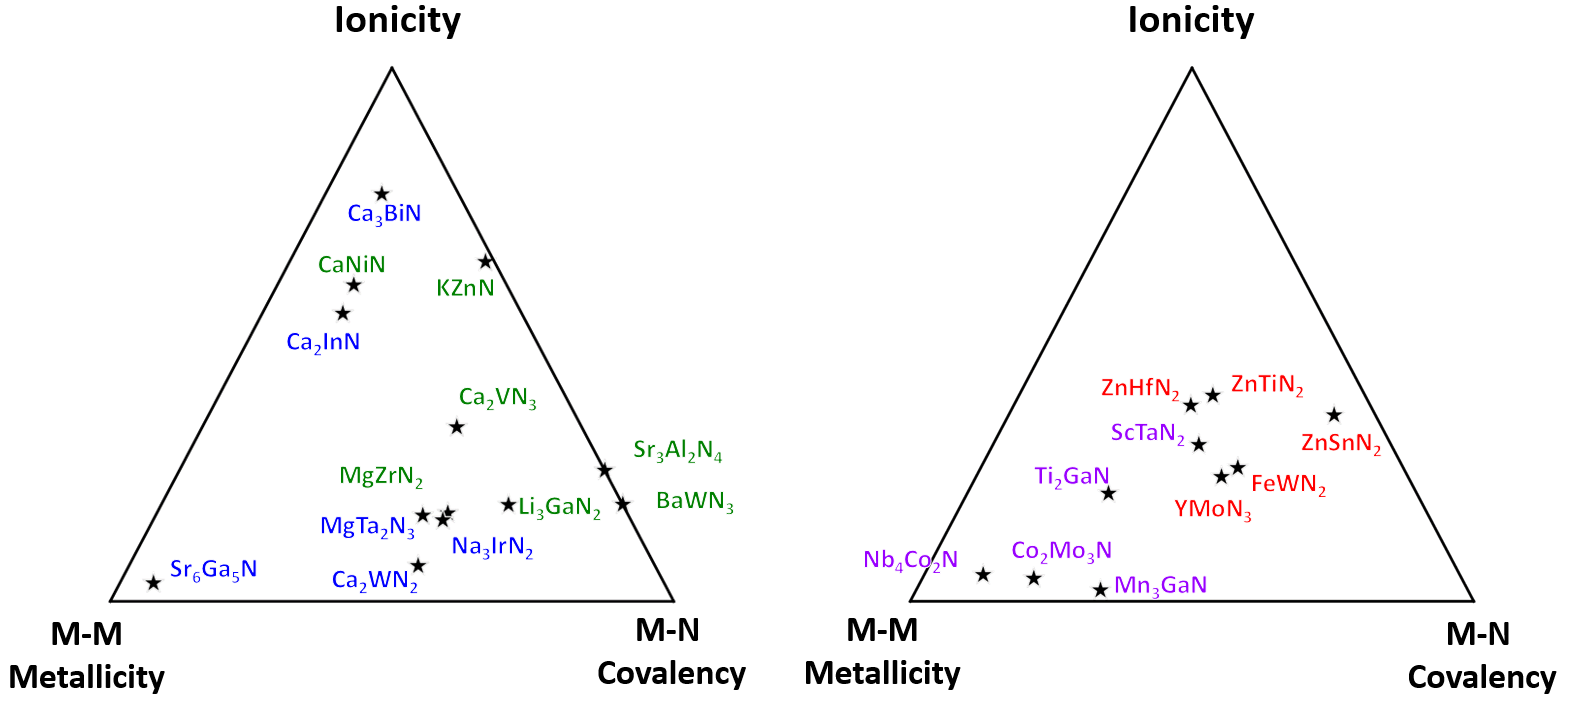 Ionicity
Ca₃BiN
CaNiN
KZnN
Ca₂InN
Ca₂VN₃
Sr₃Al₂N₄
MgZrN₂
Li₃GaN₂
BaWN₃
MgTa₂N₃
Na₃IrN₂
Sr₆Ga₅N
Ca₂WN₂
M-M
Metallicity
M-N
Covalency
Ionicity
ZnHfN₂
ZnTiN₂
ScTaN₂
ZnSnN₂
Ti₂GaN
FeWN₂
YMoN₃
Nb₄Co₂N
Co₂Mo₃N
Mn₃GaN
M-M
Metallicity
M-N
Covalency